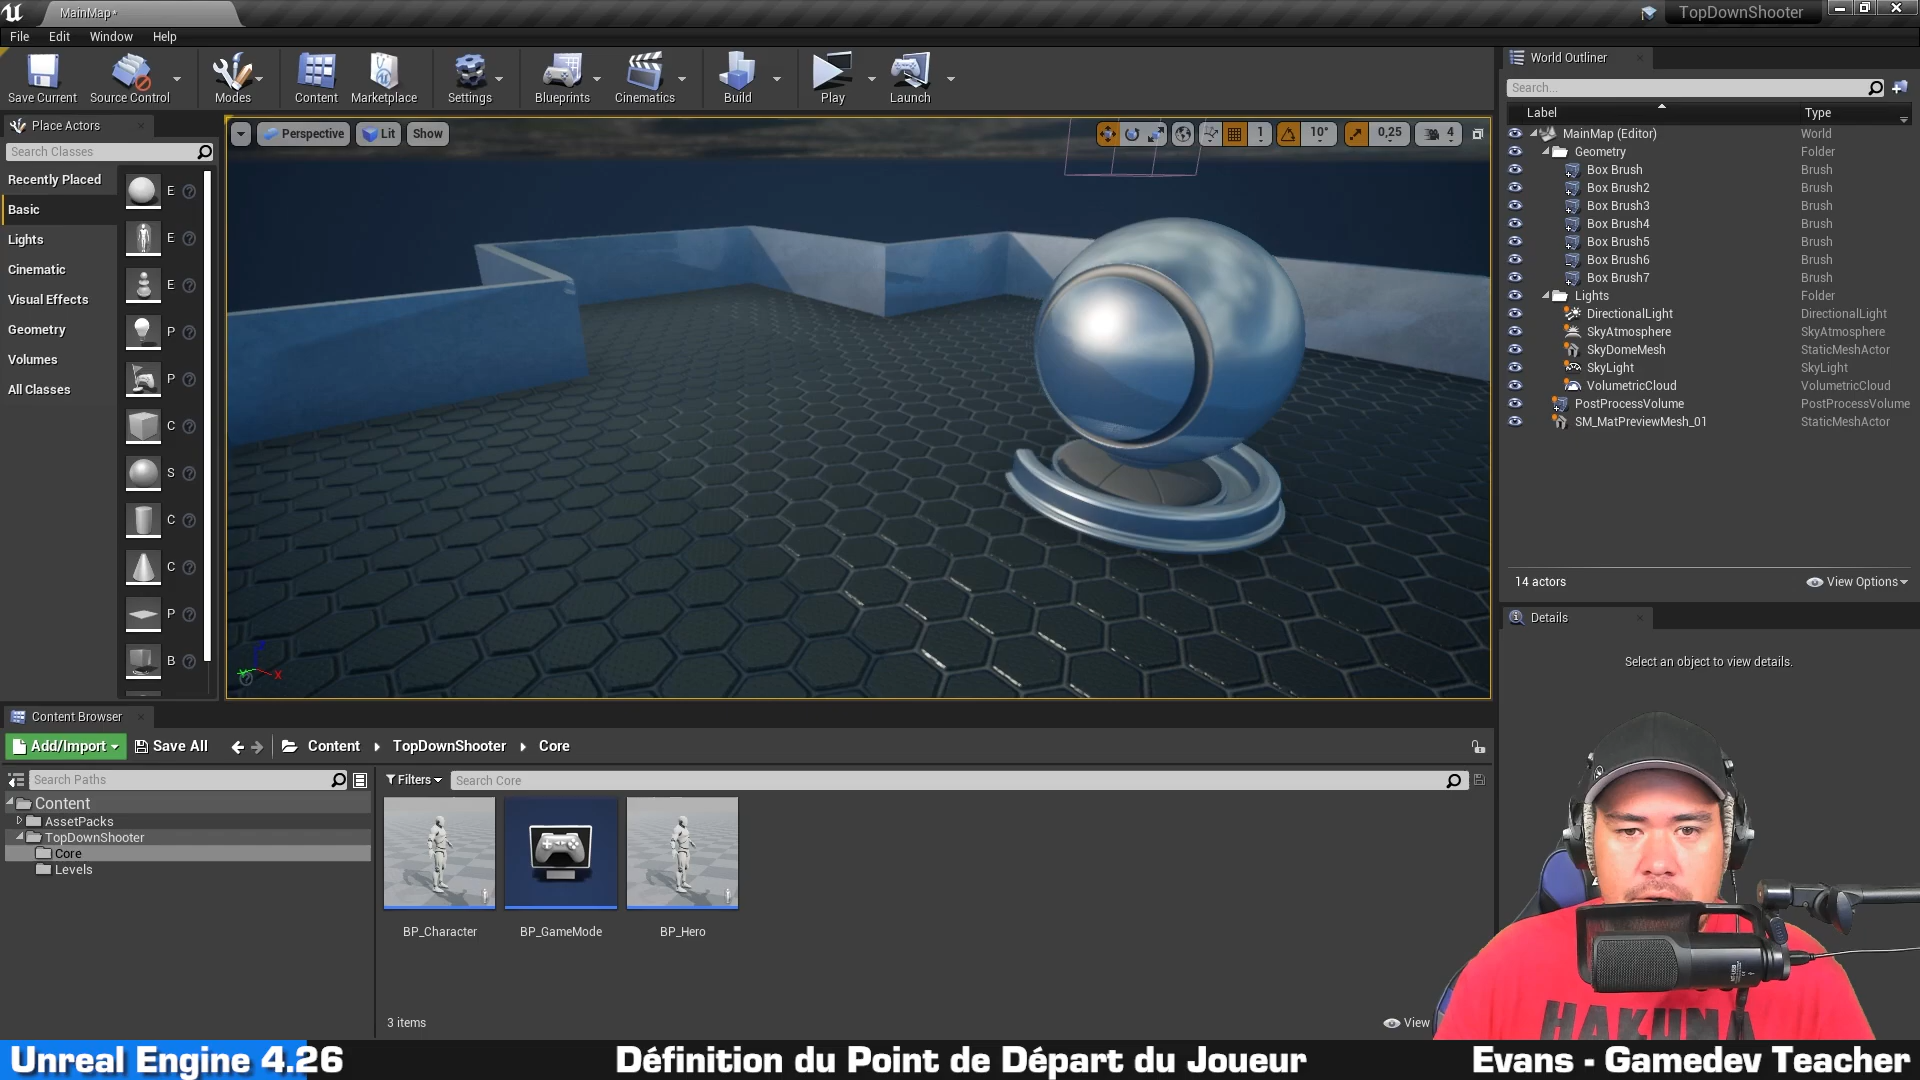 MainMap*
TopDownShooter
File Edit Window Help
Save Current
Source Control
Modes
Content
Marketplace
Settings
Blueprints
Cinematics
Build
Play
Launch
Place Actors
Search Classes
Recently Placed
Basic
Lights
Cinematic
Visual Effects
Geometry
Volumes
All Classes
E
E
E
P
P
C
S
C
C
P
B
Perspective
Lit
Show
1
10°
0,25
4
X
World Outliner
Search...
Label Type
MainMap (Editor) World
Geometry Folder
Box Brush Brush
Box Brush2 Brush
Box Brush3 Brush
Box Brush4 Brush
Box Brush5 Brush
Box Brush6 Brush
Box Brush7 Brush
Lights Folder
DirectionalLight DirectionalLight
SkyAtmosphere SkyAtmosphere
SkyDomeMesh StaticMeshActor
SkyLight SkyLight
VolumetricCloud VolumetricCloud
PostProcessVolume PostProcessVolume
SM_MatPreviewMesh_01 StaticMeshActor
14 actors
View Options
Details
Select an object to view details.
Content Browser
Add/Import
Save All
Content
TopDownShooter
Core
Search Paths
Filters
Search Core
Content
AssetPacks
TopDownShooter
Core
Levels
BP_Character
BP_GameMode
BP_Hero
3 items
View
HAKUNA
Unreal Engine 4.26
Définition du Point de Départ du Joueur
Evans - Gamedev Teacher